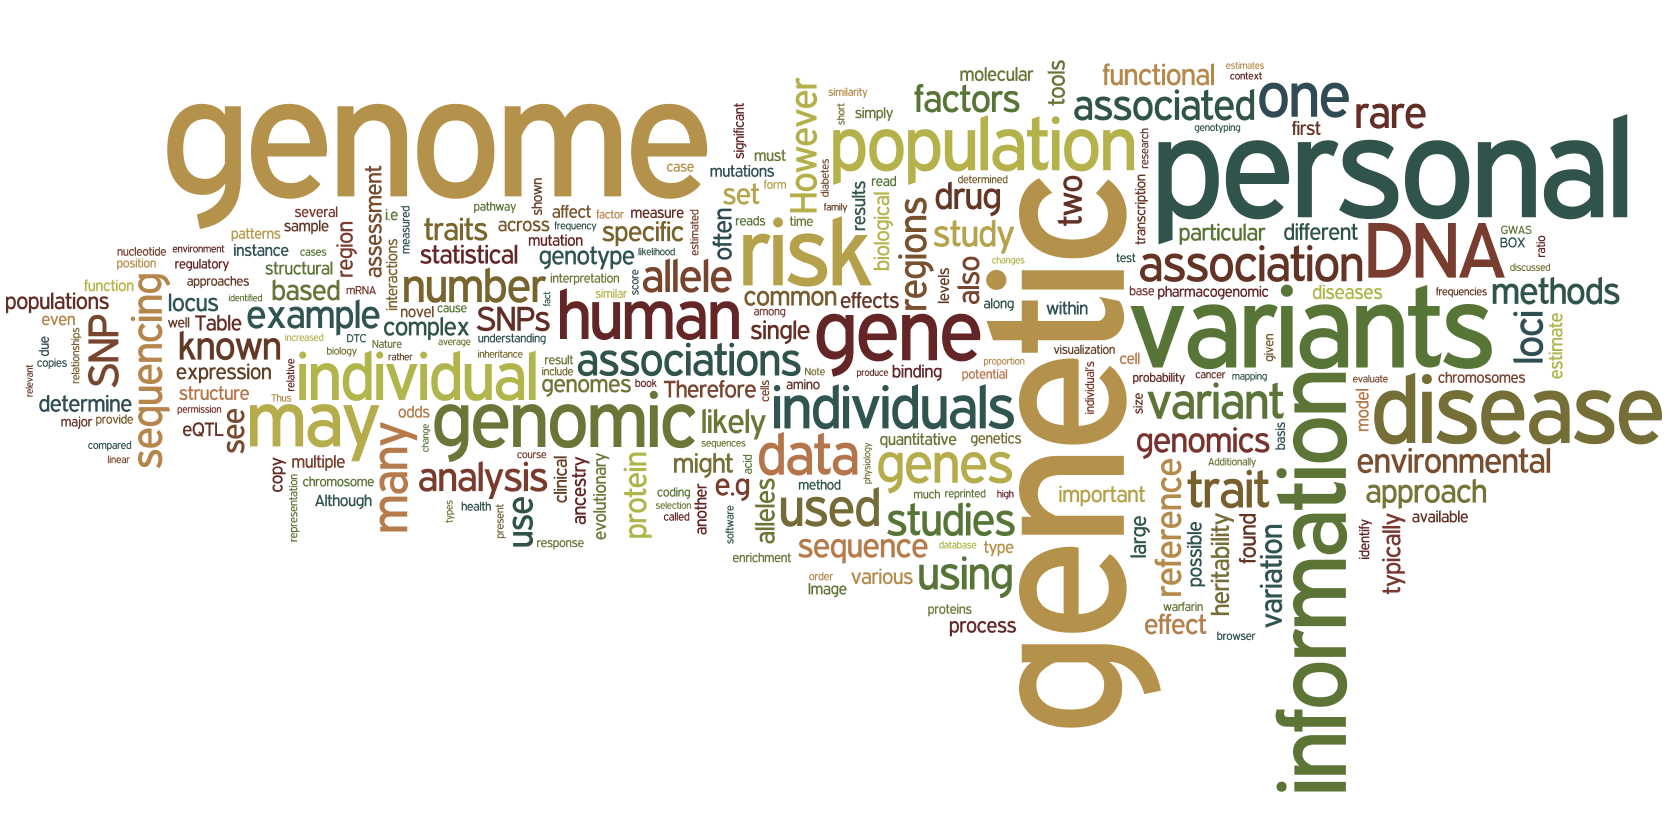 genome
genetic
personal
information
variants
disease
population
risk
DNA
gene
human
genomic
individual
individuals
may
one
However
factors
molecular
tools
functional
estimates
context
associated
genotyping
first
rare
similarity
short
simply
significant
case
must
mutations
set
form
diabetes
family
read
results
biological
time
reads
often
estimated
determined
drug
two
regions
study
changes
also
levels
along
within
test
transcription
research
particular
different
GWAS
BOX
ratio
discussed
association
base
pharmacogenomic
diseases
frequencies
methods
loci
estimate
given
several
sample
patterns
assessment
i.e
measured
region
interactions
pathway
shown
affect
factor
measure
traits
across
frequency
specific
mutation
statistical
genotype
likelihood
nucleotide
environment
position
regulatory
instance
cases
structural
approaches
function
sequencing
populations
even
identified
based
mRNA
number
interpretation
similar
score
allele
fact
locus
well
Table
example
novel
cause
complex
SNPs
common
effects
among
single
SNP
due
copies
relationships
relevant
known
increased
DTC
Nature
average
understanding
biology
rather
inheritance
expression
relative
result
include
associations
Note
produce
binding
proportion
potential
visualization
cell
individual's
probability
cancer
mapping
evaluate
chromosomes
genomes
book
Therefore
cells
amino
determine
major
provide
structure
permission
Thus
eQTL
see
odds
change
many
likely
sequences
size
variant
basis
model
compared
linear
copy
multiple
chromosome
representation
Although
analysis
course
clinical
ancestry
evolutionary
types
health
present
use
response
protein
might
acid
coding
selection
called
another
e.g
software
data
method
physiology
alleles
used
quantitative
genetics
genes
much
reprinted
high
studies
genomics
Additionally
environmental
important
trait
reference
approach
available
identify
typically
large
possible
heritability
found
variation
enrichment
sequence
database
type
order
Image
various
using
proteins
process
warfarin
effect
browser